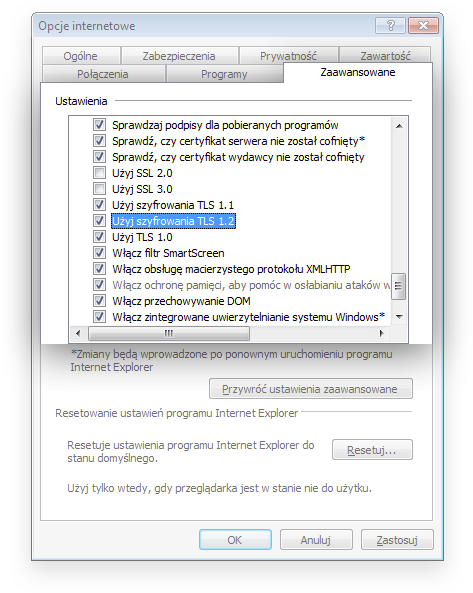 Opcje internetowe
Ogólne Zabezpieczenia Prywatność Zawartość
Połączenia Programy Zaawansowane
Ustawienia
Sprawdzaj podpisy dla pobieranych programów
Sprawdź, czy certyfikat serwera nie został cofnięty*
Sprawdź, czy certyfikat wydawcy nie został cofnięty
Użyj SSL 2.0
Użyj SSL 3.0
Użyj szyfrowania TLS 1.1
Użyj szyfrowania TLS 1.2
Użyj TLS 1.0
Włącz filtr SmartScreen
Włącz obsługę macierzystego protokołu XMLHTTP
Włącz ochronę pamięci, aby pomóc w osłabianiu ataków w
Włącz przechowywanie DOM
Włącz zintegrowane uwierzytelnianie systemu Windows*
*Zmiany będą wprowadzone po ponownym uruchomieniu programu
Internet Explorer
Przywróć ustawienia zaawansowane
Resetowanie ustawień programu Internet Explorer
Resetuje ustawienia programu Internet Explorer do
stanu domyślnego.
Resetuj...
Użyj tylko wtedy, gdy przeglądarka jest w stanie nie do użytku.
OK Anuluj Zastosuj